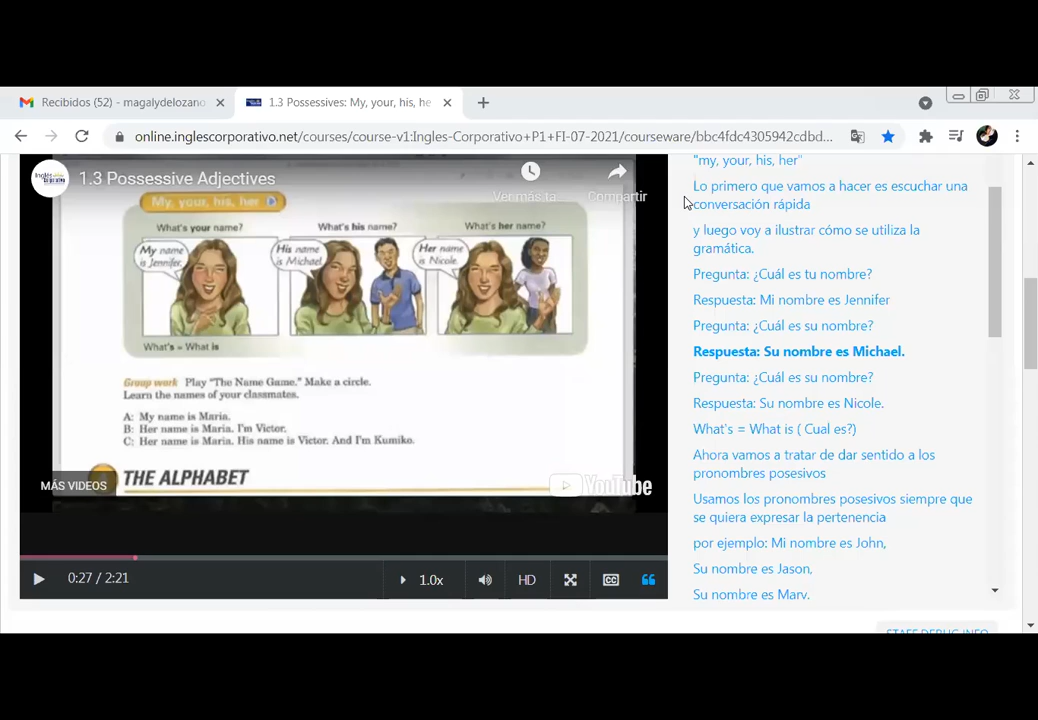 Recibidos (52) - magalydelozano
1.3 Possessives: My, your, his, he
online.inglescorporativo.net/courses/course-v1:Ingles-Corporativo+P1+FI-07-2021/courseware/bbc4fdc4305942cdbd...
1.3 Possessive Adjectives
Ver más ta...
Compartir
My, your, his, her
What's your name?
What's his name?
What's her name?
My name
is Jennifer.
His name
is Michael.
Her name
is Nicole.
What's = What is
Group work Play "The Name Game." Make a circle.
Learn the names of your classmates.
A: My name is Maria.
B: Her name is Maria. I'm Victor.
C: Her name is Maria. His name is Victor. And I'm Kumiko.
THE ALPHABET
MÁS VIDEOS
YouTube
0:27 / 2:21
1.0x
HD
CC
"my, your, his, her"
Lo primero que vamos a hacer es escuchar una
conversación rápida
y luego voy a ilustrar cómo se utiliza la
gramática.
Pregunta: ¿Cuál es tu nombre?
Respuesta: Mi nombre es Jennifer
Pregunta: ¿Cuál es su nombre?
Respuesta: Su nombre es Michael.
Pregunta: ¿Cuál es su nombre?
Respuesta: Su nombre es Nicole.
What's = What is ( Cual es?)
Ahora vamos a tratar de dar sentido a los
pronombres posesivos
Usamos los pronombres posesivos siempre que
se quiera expresar la pertenencia
por ejemplo: Mi nombre es John,
Su nombre es Jason,
Su nombre es Mary.
STAFF DEBUG INFO